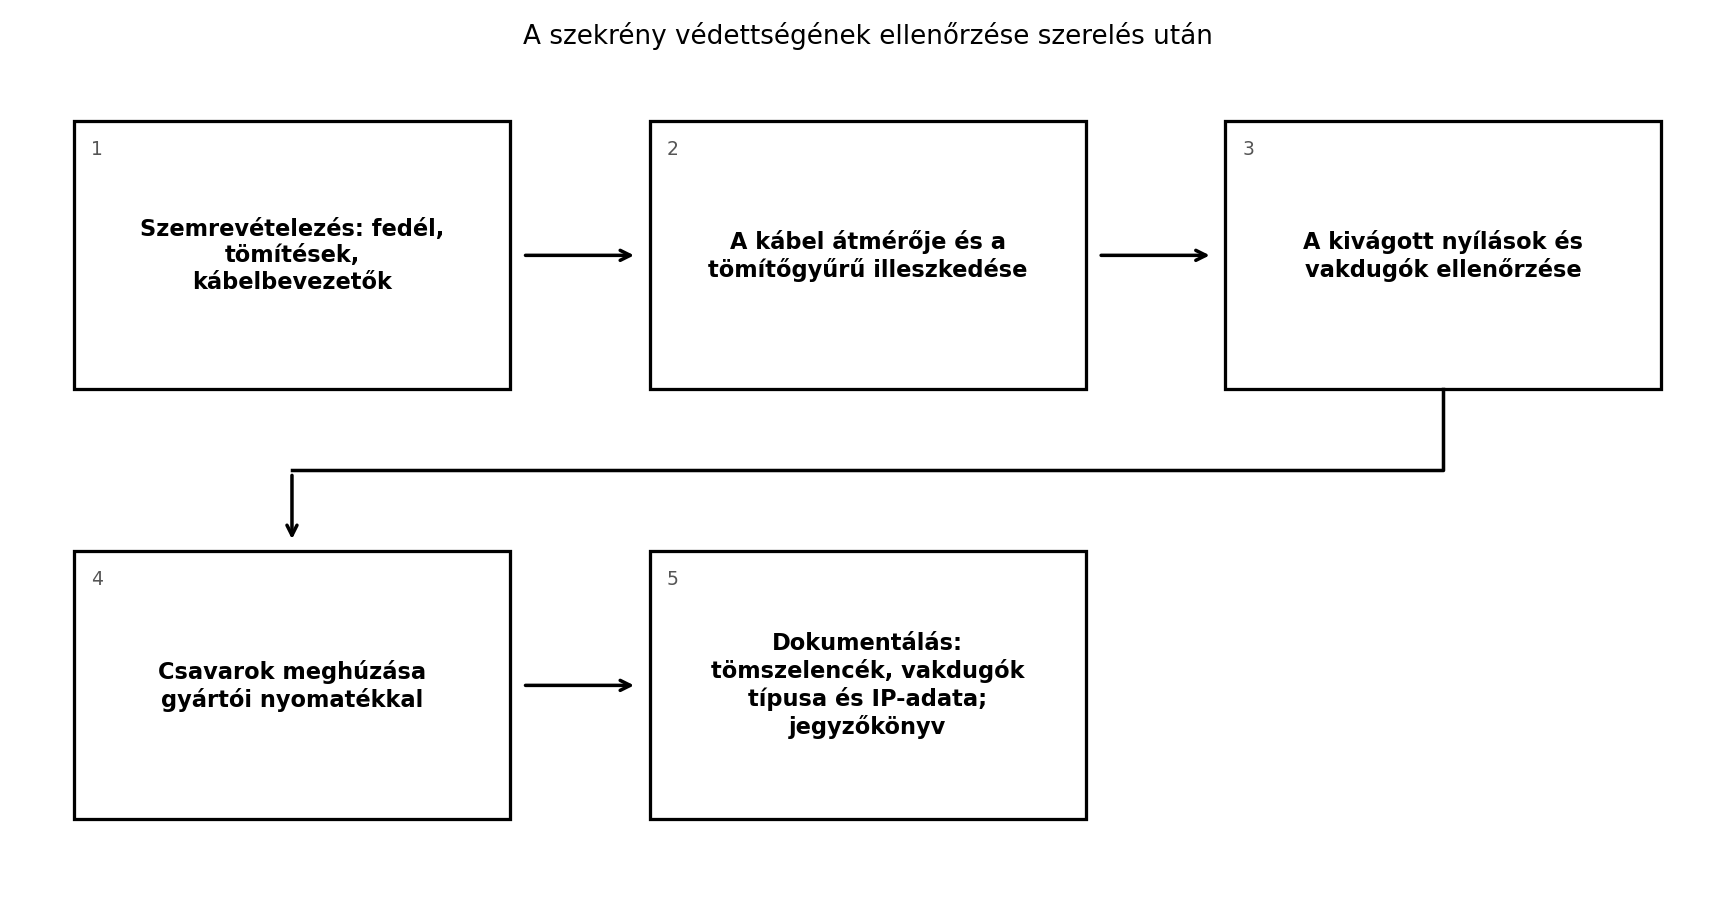 A szekrény védettségének ellenőrzése szerelés után
1
Szemrevételezés: fedél,
tömítések,
kábelbevezetők
2
A kábel átmérője és a
tömítőgyűrű illeszkedése
3
A kivágott nyílások és
vakdugók ellenőrzése
4
Csavarok meghúzása
gyártói nyomatékkal
5
Dokumentálás:
tömszelencék, vakdugók
típusa és IP-adata;
jegyzőkönyv